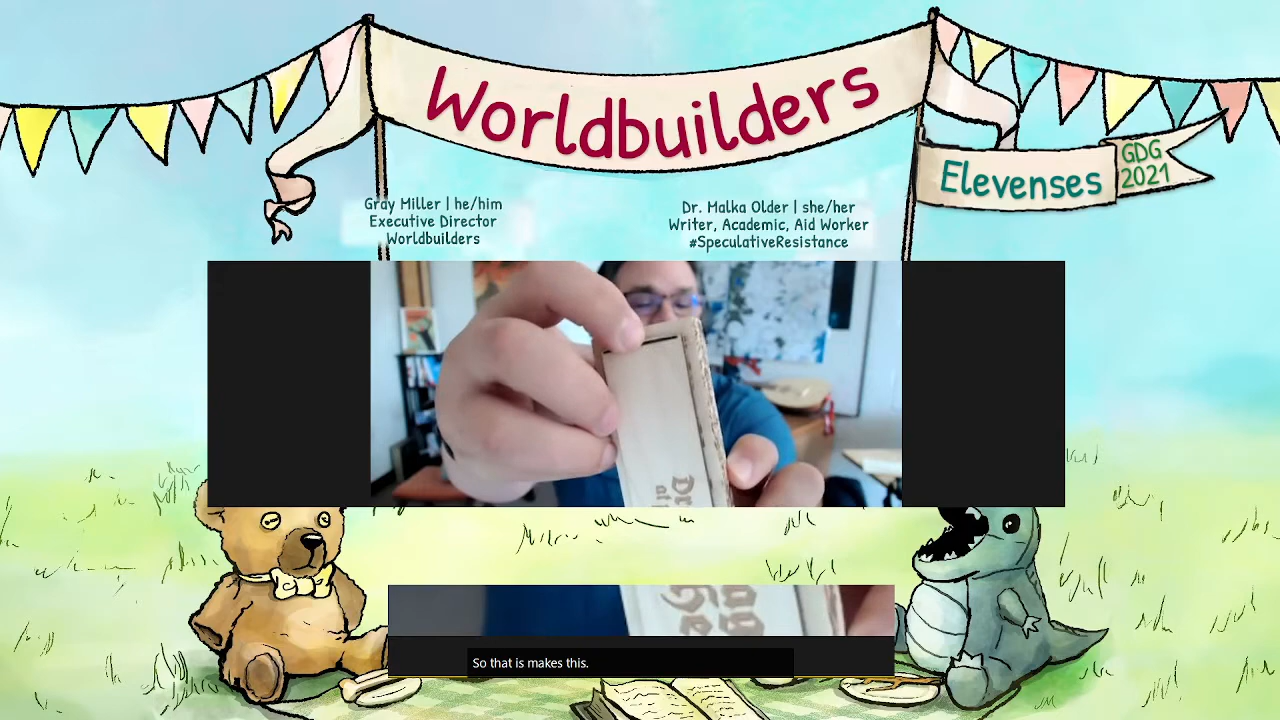 Worldbuilders
Elevenses
GDG
2021
Gray Miller | he/him
Executive Director
Worldbuilders
Dr. Malka Older | she/her
Writer, Academic, Aid Worker
#SpeculativeResistance
So that is makes this.